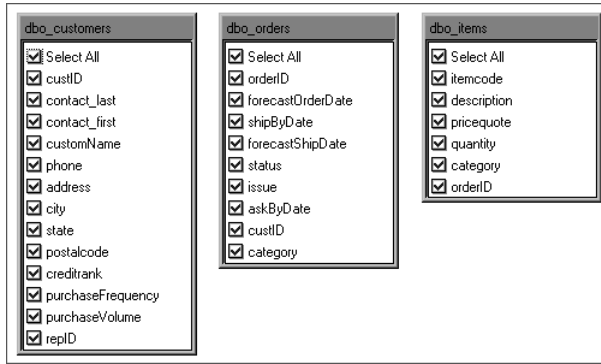 dbo_customers
Select All
custID
contact_last
contact_first
customName
phone
address
city
state
postalcode
creditrank
purchaseFrequency
purchaseVolume
repID
dbo_orders
Select All
orderID
forecastOrderDate
shipByDate
forecastShipDate
status
issue
askByDate
custID
category
dbo_items
Select All
itemcode
description
pricequote
quantity
category
orderID